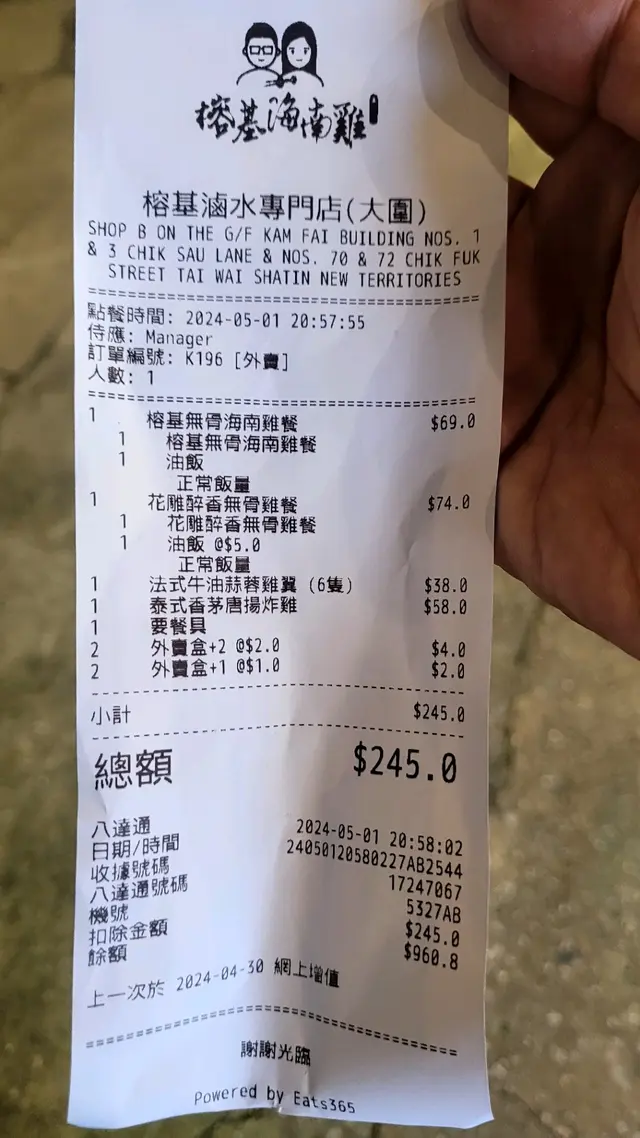 榕基海南雞
榕基滷水專門店(大圍)
SHOP B ON THE G/F KAM FAI BUILDING NOS. 1
& 3 CHIK SAU LANE & NOS. 70 & 72 CHIK FUK
STREET TAI WAI SHATIN NEW TERRITORIES
點餐時間: 2024-05-01 20:57:55
侍應: Manager
訂單編號: K196 [外賣]
人數: 1
1 榕基無骨海南雞餐 $69.0
1 榕基無骨海南雞餐
1 油飯
正常飯量
1 花雕醉香無骨雞餐 $74.0
1 花雕醉香無骨雞餐
1 油飯 @$5.0
正常飯量
1 法式牛油蒜蓉雞翼 (6隻) $38.0
1 泰式香茅唐揚炸雞 $58.0
1 要餐具
2 外賣盒+2 @$2.0 $4.0
2 外賣盒+1 @$1.0 $2.0
小計 $245.0
總額 $245.0
八達通
日期/時間 2024-05-01 20:58:02
收據號碼 24050120580227AB2544
八達通號碼 17247067
機號 5327AB
扣除金額 $245.0
餘額 $960.8
上一次於 2024-04-30 網上增值
謝謝光臨
Powered by Eats365